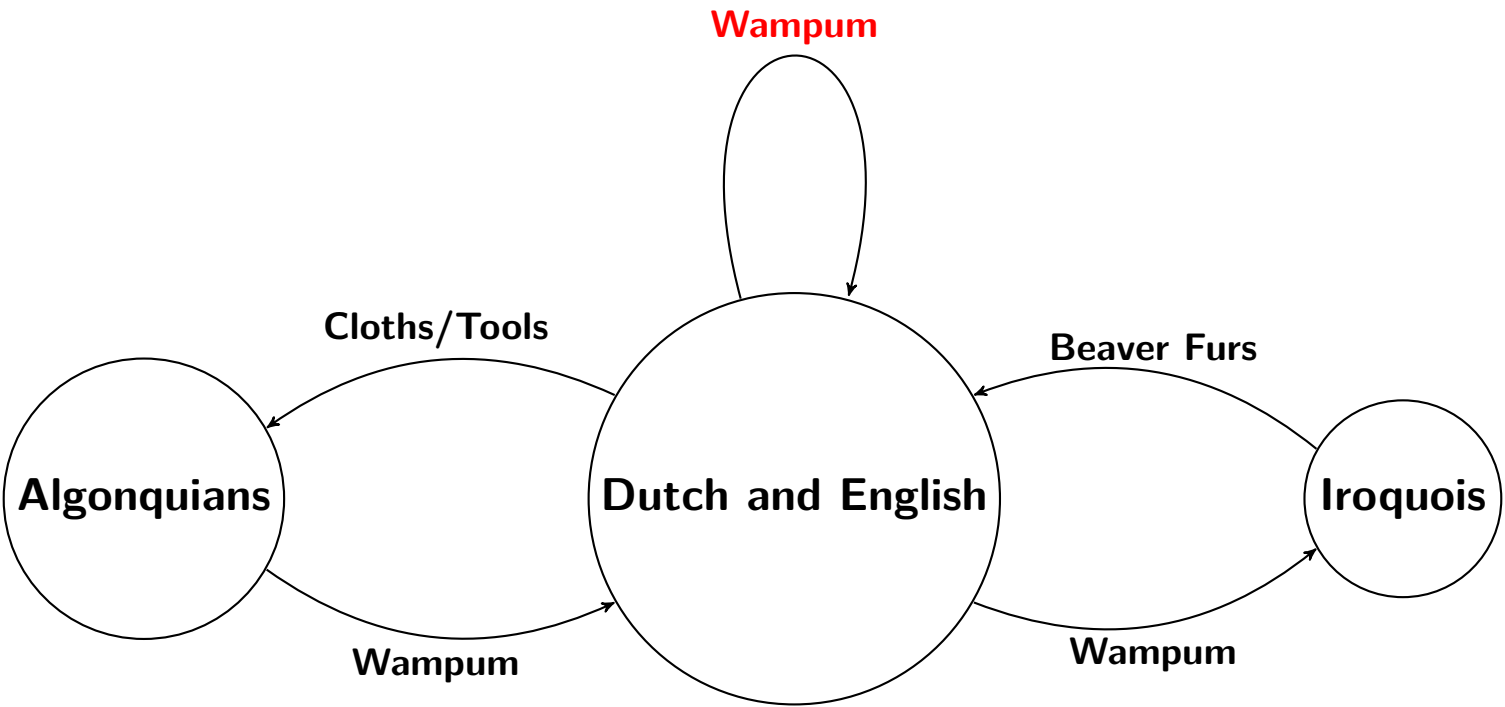 Wampum
Cloths/Tools
Beaver Furs
Algonquians
Dutch and English
Iroquois
Wampum
Wampum